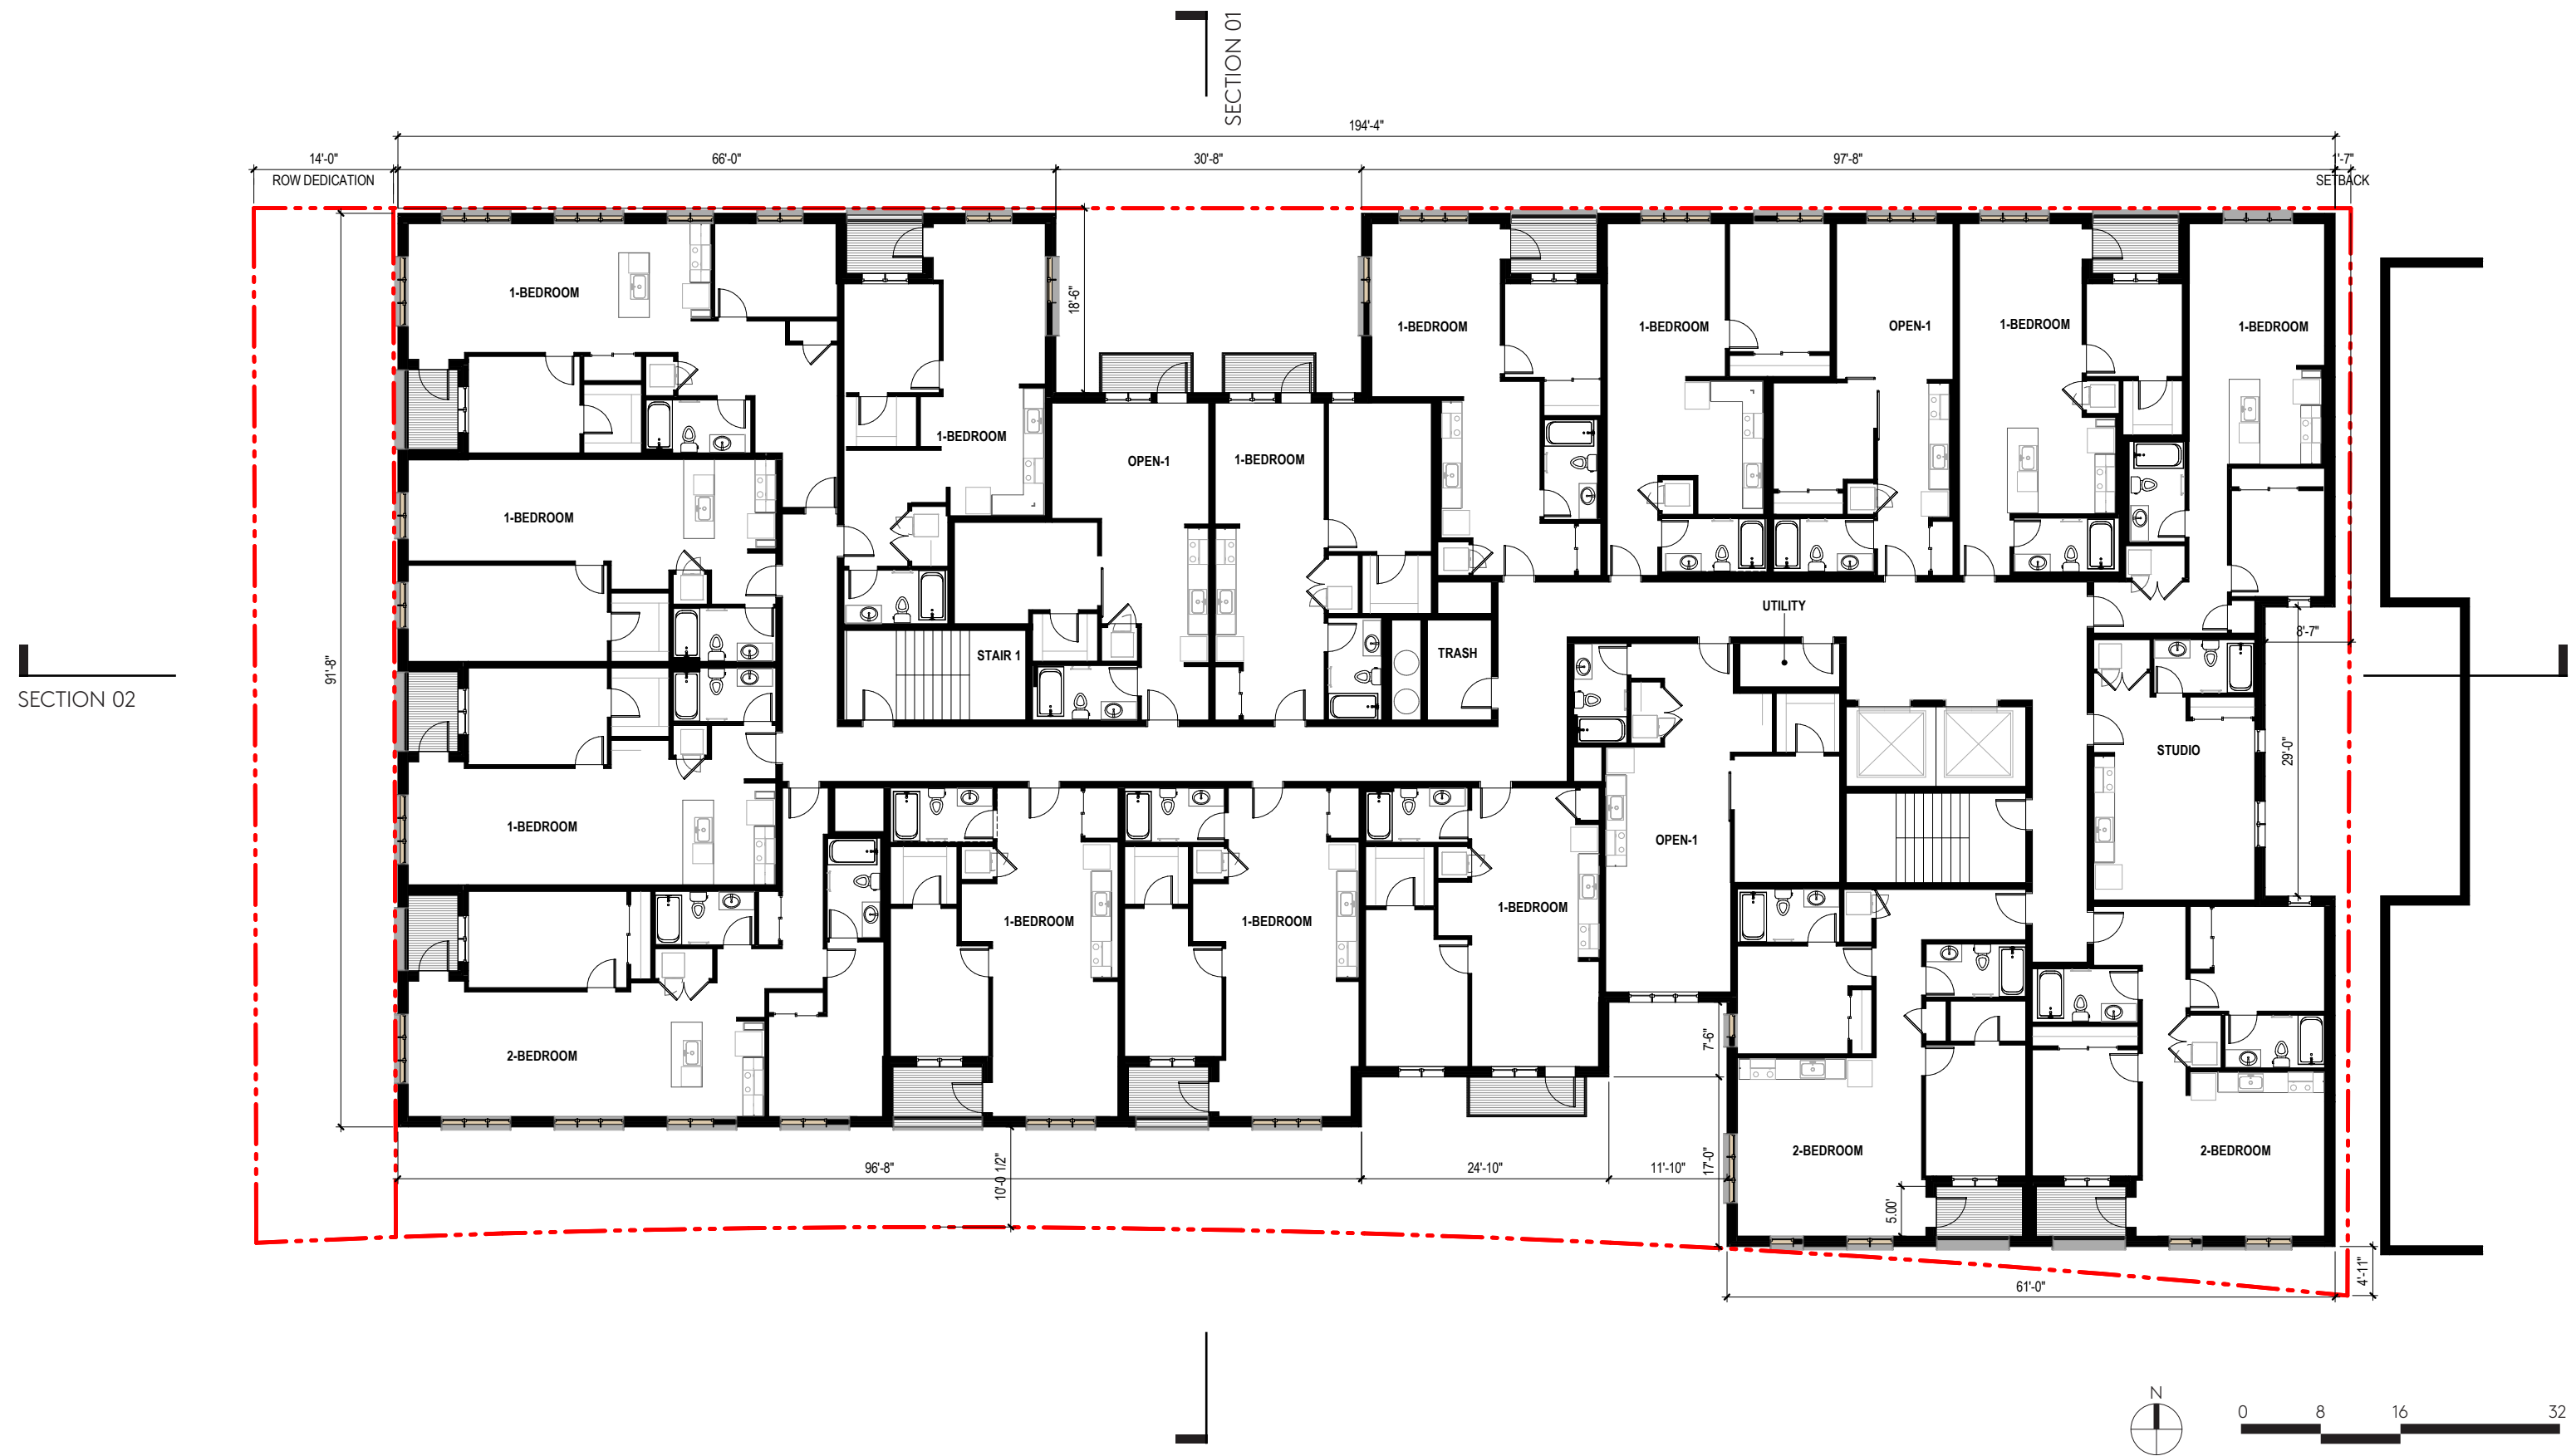 SECTION 01
194'-4"
14'-0"
66'-0"
30'-8"
97'-8"
1'-7"
ROW DEDICATION
SETBACK
18'-6"
1-BEDROOM
1-BEDROOM
1-BEDROOM
OPEN-1
1-BEDROOM
1-BEDROOM
1-BEDROOM
OPEN-1
1-BEDROOM
1-BEDROOM
UTILITY
8'-7"
STAIR 1
TRASH
91'-8"
SECTION 02
STUDIO
29'-0"
1-BEDROOM
OPEN-1
1-BEDROOM
1-BEDROOM
1-BEDROOM
7'-6"
2-BEDROOM
2-BEDROOM
2-BEDROOM
96'-8"
10'-0 1/2"
24'-10"
11'-10"
17'-0"
5.00'
4'-11"
61'-0"
N
0 8 16 32
1-BEDROOM